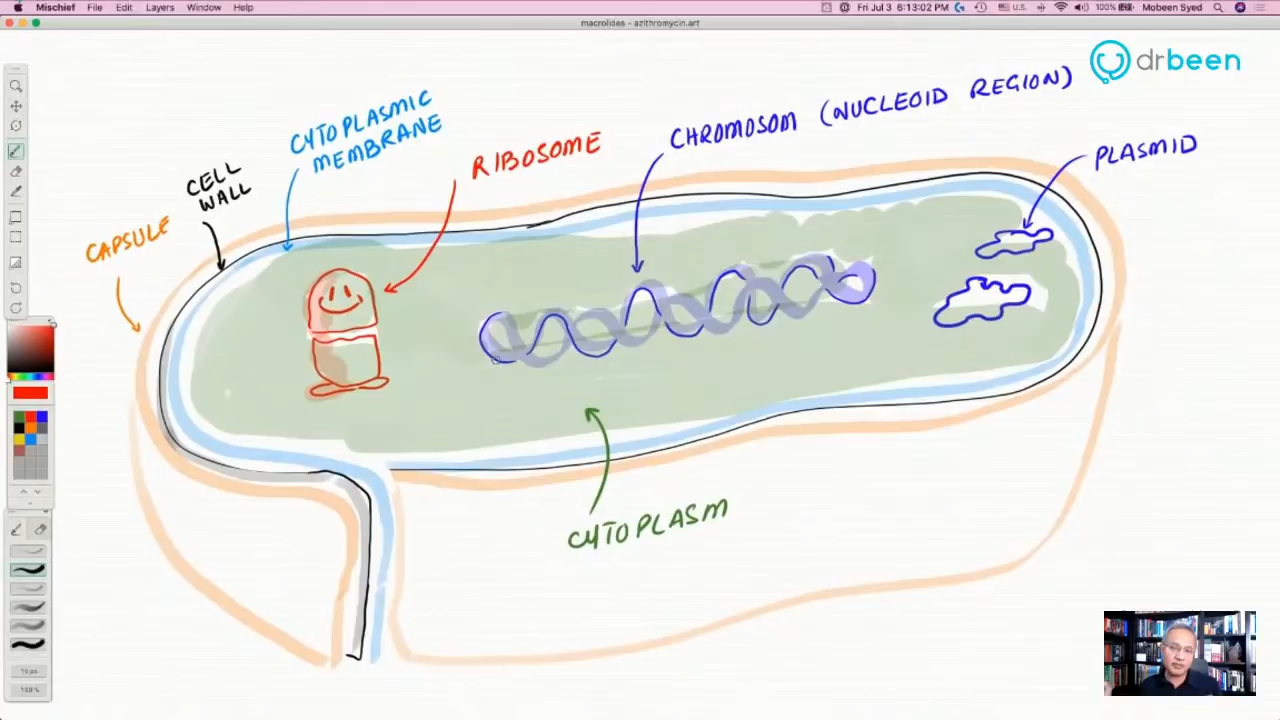 Mischief File Edit Layers Window Help
Fri Jul 3 6:13:02 PM U.S. 100% Mobeen Syed
macrolides - azithromycin.art
drbeen
CYTOPLASMIC
MEMBRANE
CELL
WALL
CAPSULE
RIBOSOME
CHROMOSOM (NUCLEOID REGION)
PLASMID
CYTOPLASM
100%